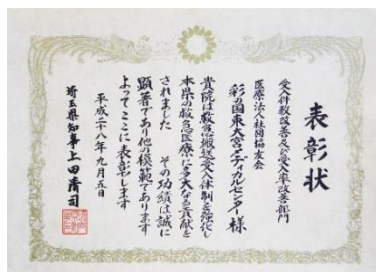 表彰状
受入件数改善及び受入率改善部門
医療法人社団協友会
彩の国東大宮メディカルセンター様
貴院は救急搬送受入体制を強化し
本県の救急医療に多大なる貢献を
されました その功績は誠に
顕著であり他の模範であります
よってここに表彰します
平成二十八年九月五日
埼玉県知事上田清司